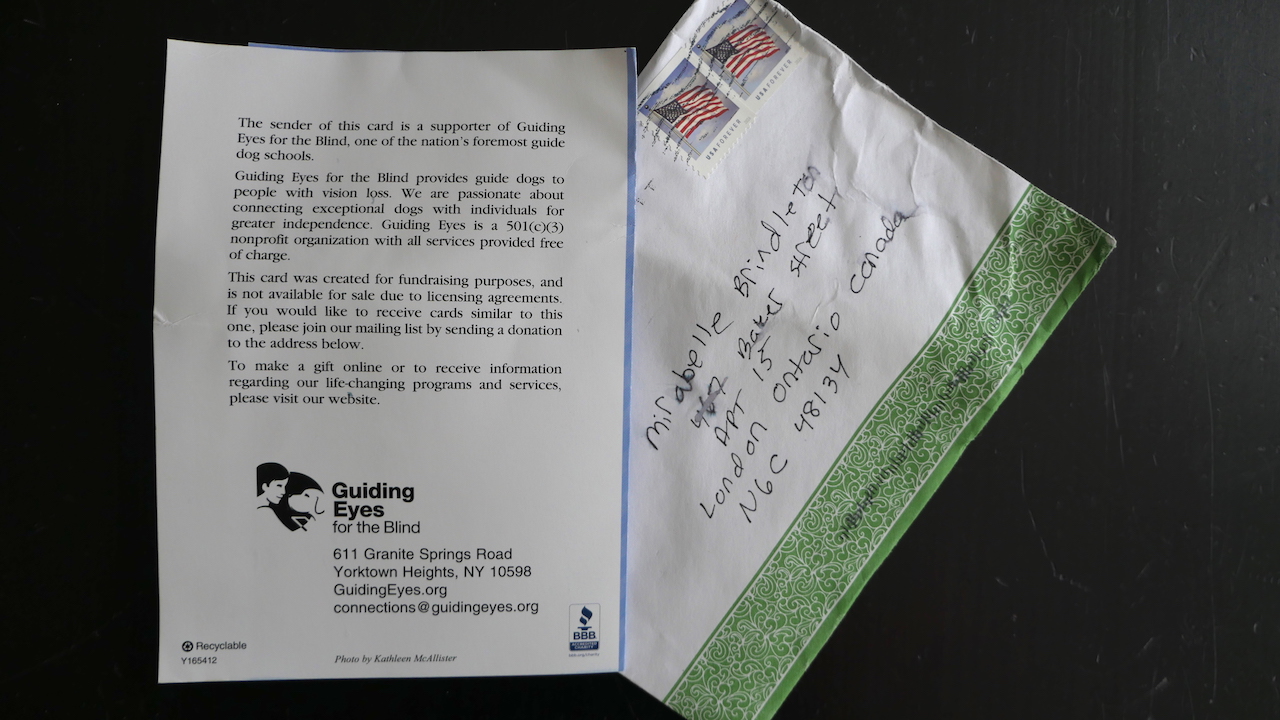 The sender of this card is a supporter of Guiding
Eyes for the Blind, one of the nation's foremost guide
dog schools.
Guiding Eyes for the Blind provides guide dogs to
people with vision loss. We are passionate about
connecting exceptional dogs with individuals for
greater independence. Guiding Eyes is a 501(c)(3)
nonprofit organization with all services provided free
of charge.
This card was created for fundraising purposes, and
is not available for sale due to licensing agreements.
If you would like to receive cards similar to this
one, please join our mailing list by sending a donation
to the address below.
To make a gift online or to receive information
regarding our life-changing programs and services,
please visit our website.
Guiding
Eyes
for the Blind
611 Granite Springs Road
Yorktown Heights, NY 10598
GuidingEyes.org
connections@guidingeyes.org
Recyclable
Y165412
Photo by Kathleen McAllister
BBB
ACCREDITED
CHARITY
USA FOREVER
USA FOREVER
Mirabelle Brindleton
Baker street
APT 15
London ontario canada
N6C 48134